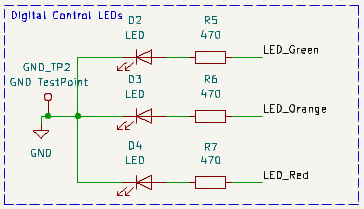 Digital Control LEDs
D2
LED
R5
470
LED_Green
GND_TP2
GND TestPoint
D3
LED
R6
470
LED_Orange
GND
D4
LED
R7
470
LED_Red